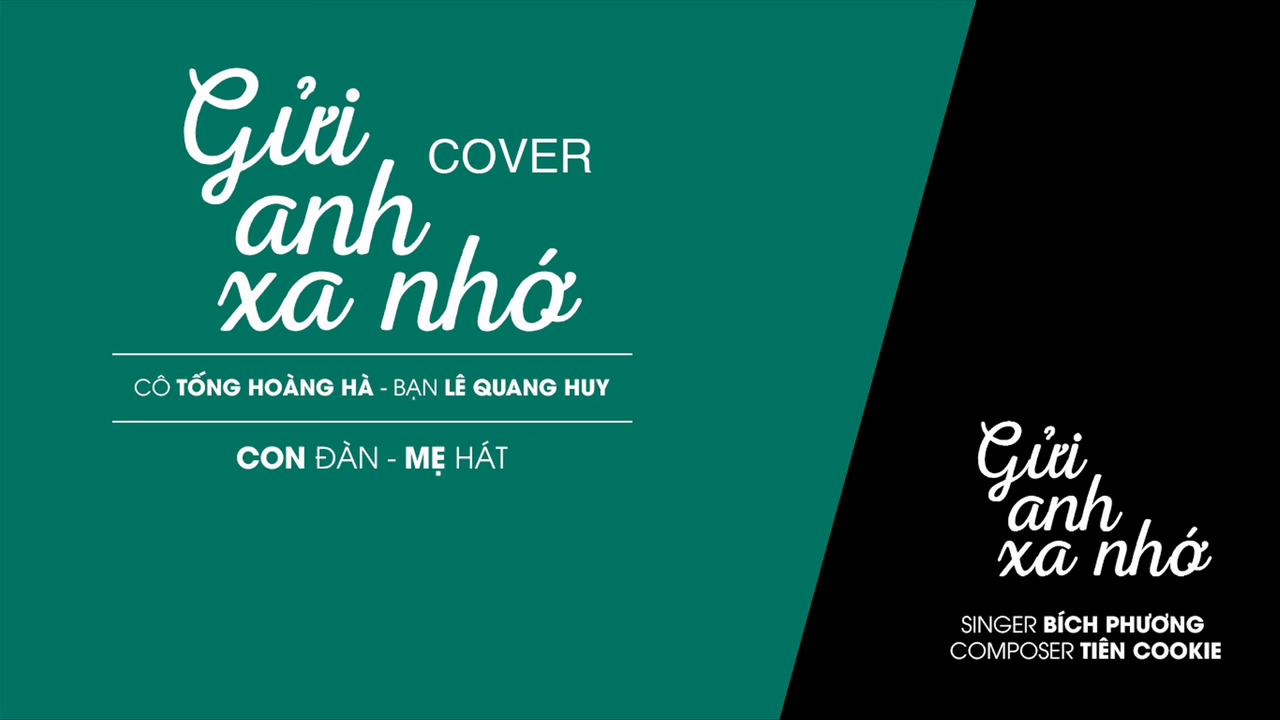 Gửi
anh
xa nhớ
COVER
CÔ TỐNG HOÀNG HÀ - BẠN LÊ QUANG HUY
CON ĐÀN - MẸ HÁT
Gửi
anh
xa nhớ
SINGER BÍCH PHƯƠNG
COMPOSER TIÊN COOKIE